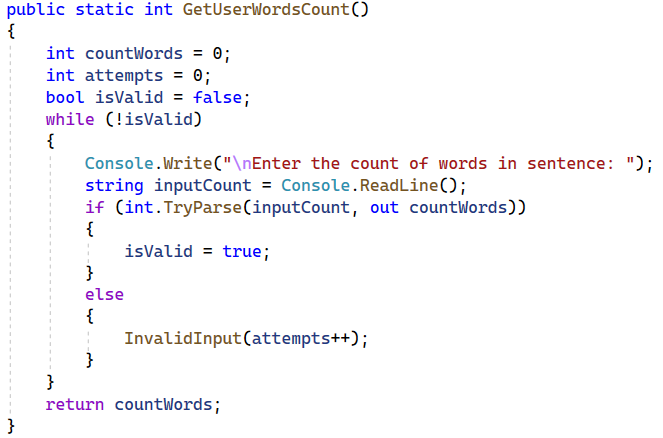 public static int GetUserWordsCount()
{
    int countWords = 0;
    int attempts = 0;
    bool isValid = false;
    while (!isValid)
    {
        Console.Write("\nEnter the count of words in sentence: ");
        string inputCount = Console.ReadLine();
        if (int.TryParse(inputCount, out countWords))
        {
            isValid = true;
        }
        else
        {
            InvalidInput(attempts++);
        }
    }
    return countWords;
}